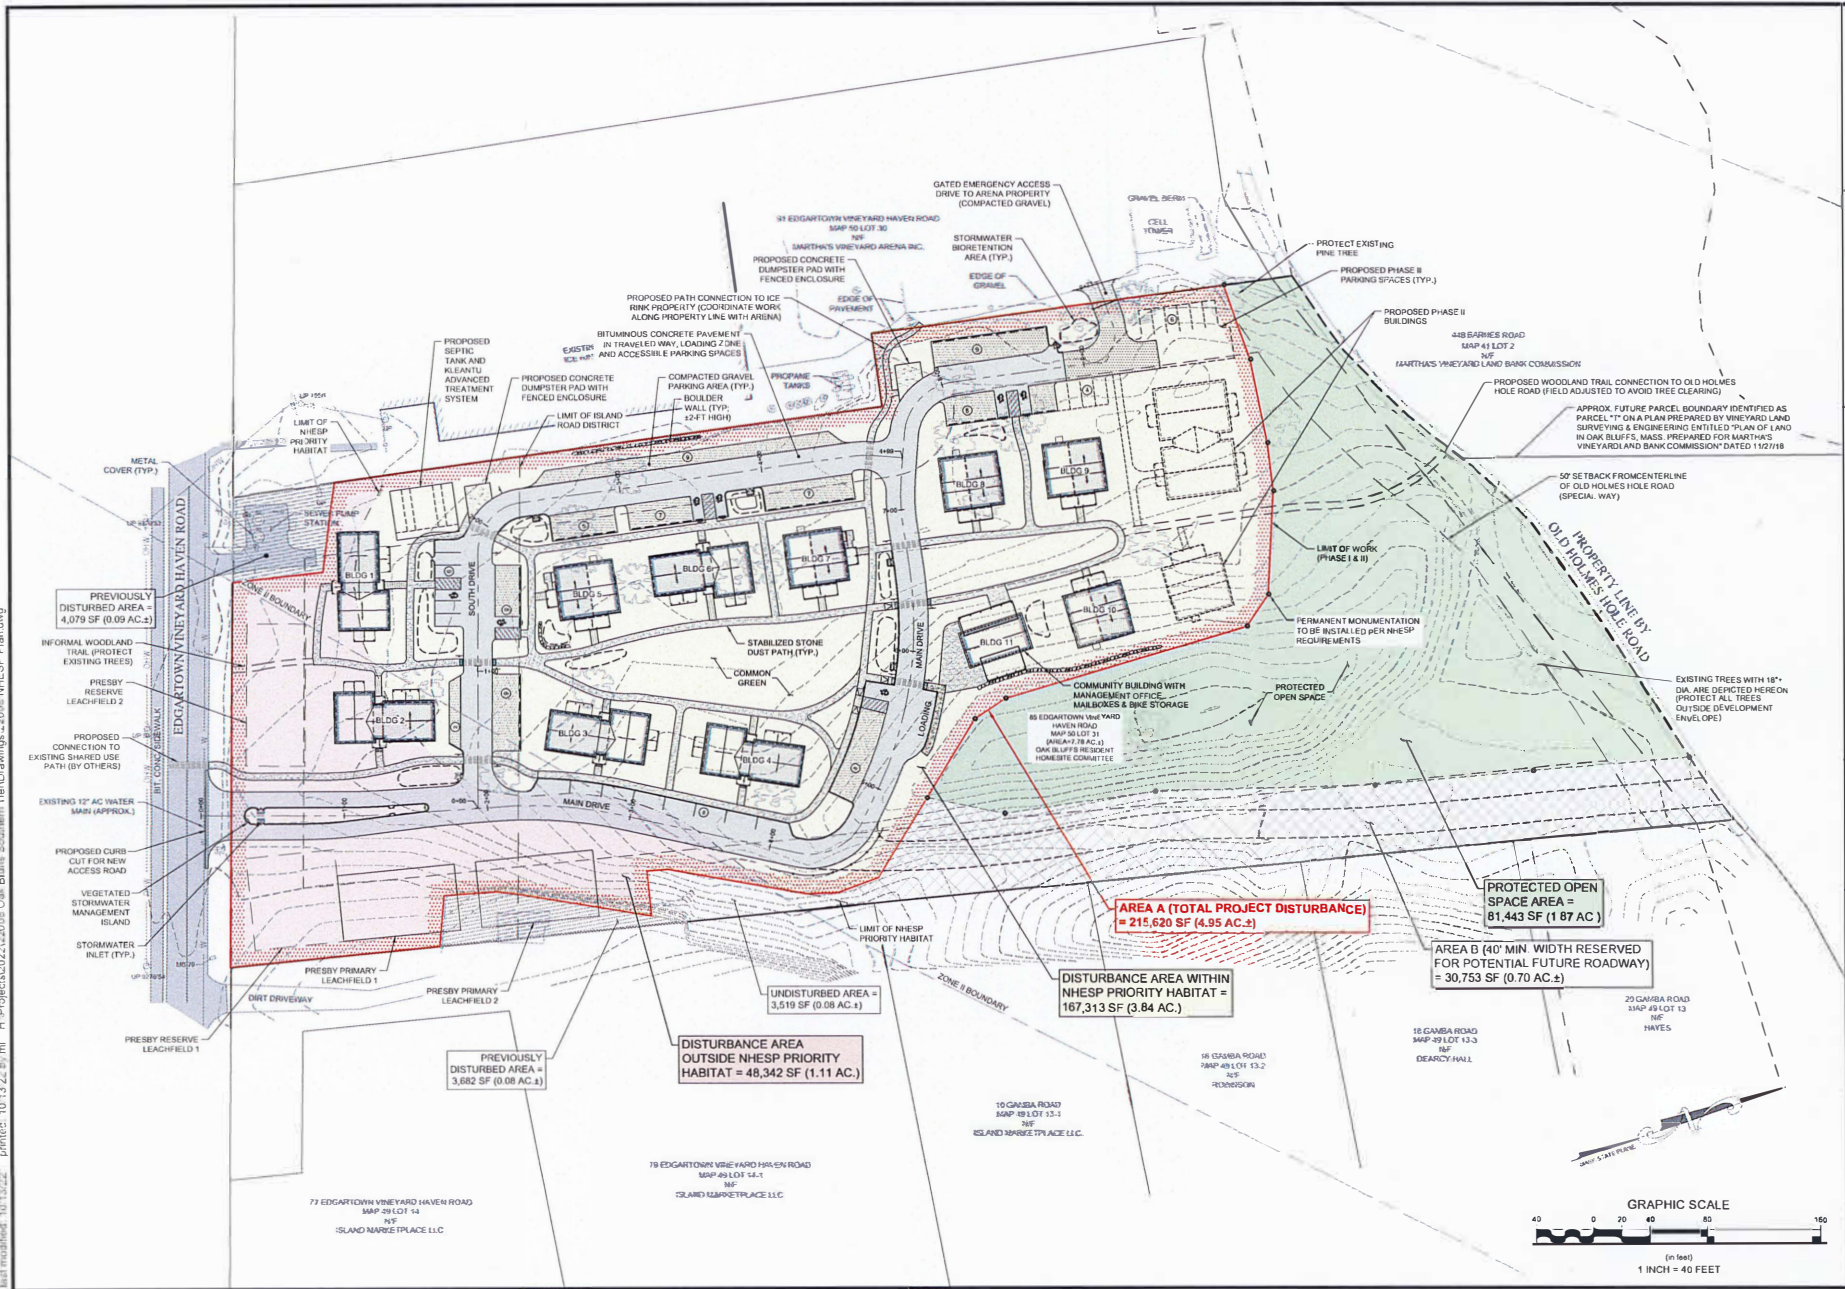 GATED EMERGENCY ACCESS
DRIVE TO ARENA PROPERTY
(COMPACTED GRAVEL)
GRAVEL BERM
CELL
TOWER
91 EDGARTOWN VINEYARD HAVEN ROAD
MAP 50 LOT 30
N/F
MARTHA'S VINEYARD ARENA INC.
STORMWATER
BIORETENTION
AREA (TYP.)
PROTECT EXISTING
PINE TREE
PROPOSED CONCRETE
DUMPSTER PAD WITH
FENCED ENCLOSURE
EDGE OF
GRAVEL
PROPOSED PHASE II
PARKING SPACES (TYP.)
PROPOSED PATH CONNECTION TO ICE
RINK PROPERTY (COORDINATE WORK
ALONG PROPERTY LINE WITH ARENA)
EDGE OF
PAVEMENT
PROPOSED PHASE II
BUILDINGS
BITUMINOUS CONCRETE PAVEMENT
IN TRAVELED WAY, LOADING ZONE
AND ACCESSIBLE PARKING SPACES
448 BARNES ROAD
MAP 41 LOT 2
N/F
MARTHA'S VINEYARD LAND BANK COMMISSION
PROPOSED
SEPTIC
TANK AND
KLEANTU
ADVANCED
TREATMENT
SYSTEM
PROPOSED CONCRETE
DUMPSTER PAD WITH
FENCED ENCLOSURE
COMPACTED GRAVEL
PARKING AREA (TYP.)
BOULDER
WALL (TYP,
±2-FT HIGH)
PROPANE
TANKS
LIMIT OF ISLAND
ROAD DISTRICT
LIMIT OF
NHESP
PRIORITY
HABITAT
PROPOSED WOODLAND TRAIL CONNECTION TO OLD HOLMES
HOLE ROAD (FIELD ADJUSTED TO AVOID TREE CLEARING)
APPROX. FUTURE PARCEL BOUNDARY IDENTIFIED AS
PARCEL "1" ON A PLAN PREPARED BY VINEYARD LAND
SURVEYING & ENGINEERING ENTITLED "PLAN OF LAND
IN OAK BLUFFS, MASS. PREPARED FOR MARTHA'S
VINEYARD LAND BANK COMMISSION" DATED 11/27/18
50' SETBACK FROM CENTERLINE
OF OLD HOLMES HOLE ROAD
(SPECIAL WAY)
METAL
COVER (TYP.)
SEWER PUMP
STATION
EDGARTOWN VINEYARD HAVEN ROAD
BIT CONC SIDEWALK
PROPERTY LINE BY
OLD HOLMES HOLE ROAD
LIMIT OF WORK
(PHASE I & II)
PREVIOUSLY
DISTURBED AREA =
4,079 SF (0.09 AC.±)
ZONE II BOUNDARY
BLDG 1
BLDG 2
BLDG 3
BLDG 4
BLDG 5
BLDG 6
BLDG 7
BLDG 8
BLDG 9
BLDG 10
BLDG 11
SOUTH DRIVE
MAIN DRIVE
MAIN DRIVE
LOADING
INFORMAL WOODLAND
TRAIL (PROTECT
EXISTING TREES)
STABILIZED STONE
DUST PATH (TYP.)
COMMON
GREEN
PERMANENT MONUMENTATION
TO BE INSTALLED PER NHESP
REQUIREMENTS
PRESBY
RESERVE
LEACHFIELD 2
COMMUNITY BUILDING WITH
MANAGEMENT OFFICE,
MAILBOXES & BIKE STORAGE
PROTECTED
OPEN SPACE
EXISTING TREES WITH 18"+
DIA. ARE DEPICTED HEREON
(PROTECT ALL TREES
OUTSIDE DEVELOPMENT
ENVELOPE)
85 EDGARTOWN VINEYARD
HAVEN ROAD
MAP 50 LOT 31
(AREA=7.78 AC.±)
OAK BLUFFS RESIDENT
HOMESITE COMMITTEE
PROPOSED
CONNECTION TO
EXISTING SHARED USE
PATH (BY OTHERS)
EXISTING 12" AC WATER
MAIN (APPROX.)
PROPOSED CURB
CUT FOR NEW
ACCESS ROAD
VEGETATED
STORMWATER
MANAGEMENT
ISLAND
STORMWATER
INLET (TYP.)
PRESBY RESERVE
LEACHFIELD 1
DIRT DRIVEWAY
PRESBY PRIMARY
LEACHFIELD 1
PRESBY PRIMARY
LEACHFIELD 2
PREVIOUSLY
DISTURBED AREA =
3,682 SF (0.08 AC.±)
DISTURBANCE AREA
OUTSIDE NHESP PRIORITY
HABITAT = 48,342 SF (1.11 AC.)
UNDISTURBED AREA =
3,519 SF (0.08 AC.±)
LIMIT OF NHESP
PRIORITY HABITAT
ZONE II BOUNDARY
DISTURBANCE AREA WITHIN
NHESP PRIORITY HABITAT =
167,313 SF (3.84 AC.)
AREA A (TOTAL PROJECT DISTURBANCE)
= 215,620 SF (4.95 AC.±)
PROTECTED OPEN
SPACE AREA =
81,443 SF (1 87 AC )
AREA B (40' MIN. WIDTH RESERVED
FOR POTENTIAL FUTURE ROADWAY)
= 30,753 SF (0.70 AC.±)
20 GAMBA ROAD
MAP 49 LOT 13
N/F
HAYES
18 GAMBA ROAD
MAP 49 LOT 13-3
N/F
DEARCY-HALL
16 GAMBA ROAD
MAP 49 LOT 13-2
N/F
ROBINSON
10 GAMBA ROAD
MAP 49 LOT 13-1
N/F
ISLAND MARKETPLACE LLC.
79 EDGARTOWN VINEYARD HAVEN ROAD
MAP 49 LOT 14-1
N/F
ISLAND MARKETPLACE LLC
77 EDGARTOWN VINEYARD HAVEN ROAD
MAP 49 LOT 14
N/F
ISLAND MARKETPLACE LLC
GRAPHIC SCALE
40 0 20 40 80 160
(in feet)
1 INCH = 40 FEET